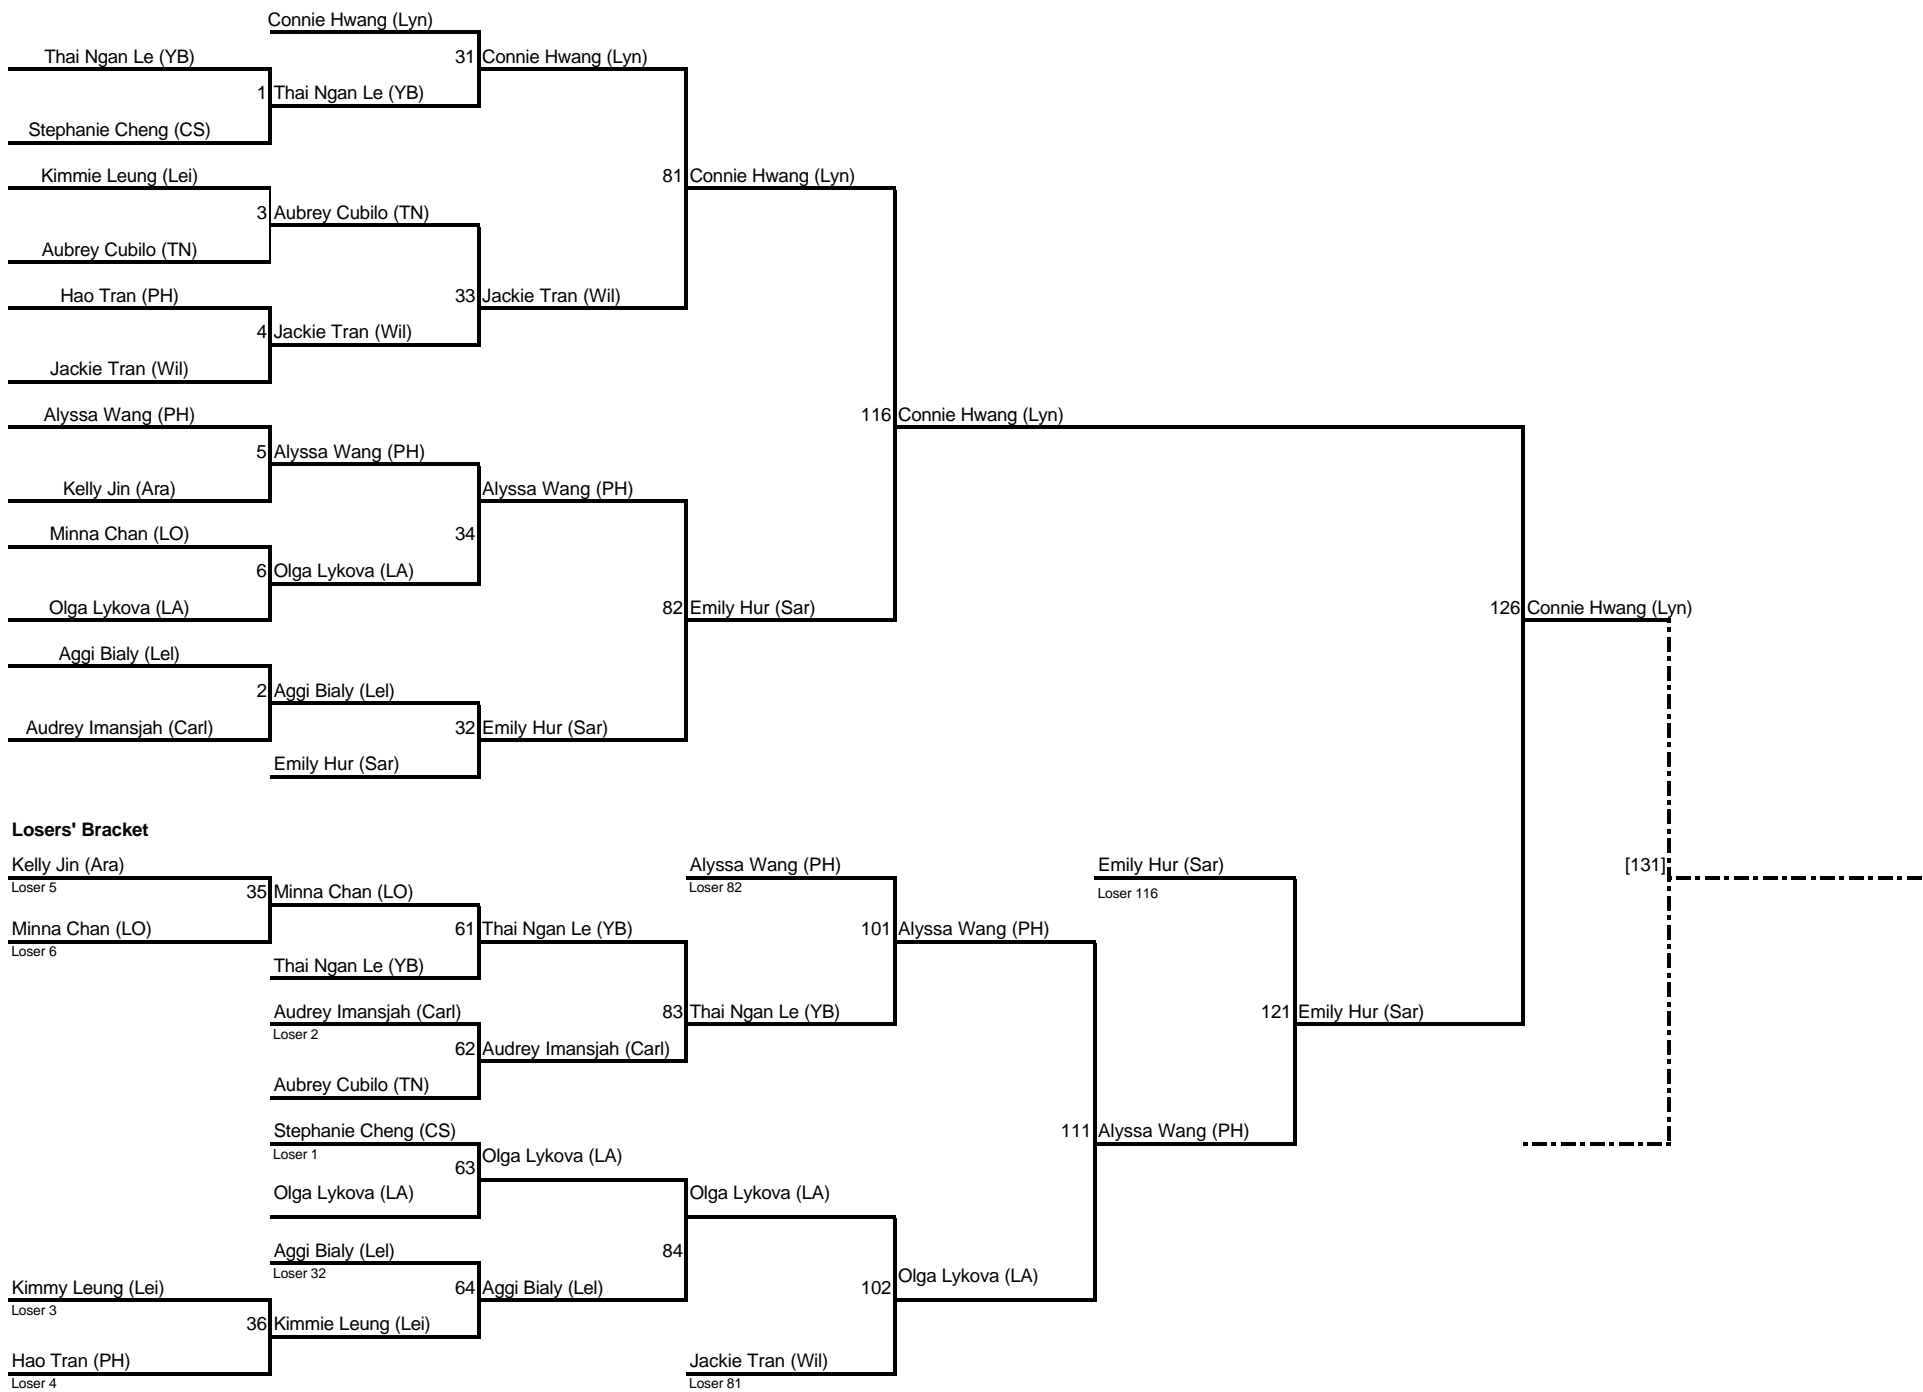 Connie Hwang (Lyn)
Thai Ngan Le (YB)
31 Connie Hwang (Lyn)
1 Thai Ngan Le (YB)
Stephanie Cheng (CS)
Kimmie Leung (Lei)
81 Connie Hwang (Lyn)
3 Aubrey Cubilo (TN)
Aubrey Cubilo (TN)
Hao Tran (PH)
33 Jackie Tran (Wil)
4 Jackie Tran (Wil)
Jackie Tran (Wil)
Alyssa Wang (PH)
116 Connie Hwang (Lyn)
5 Alyssa Wang (PH)
Kelly Jin (Ara)
Alyssa Wang (PH)
Minna Chan (LO)
34
6 Olga Lykova (LA)
Olga Lykova (LA)
82 Emily Hur (Sar)
126 Connie Hwang (Lyn)
Aggi Bialy (Lel)
2 Aggi Bialy (Lel)
Audrey Imansjah (Carl)
32 Emily Hur (Sar)
Emily Hur (Sar)
Losers' Bracket
Kelly Jin (Ara)
Loser 5
Alyssa Wang (PH)
Loser 82
Emily Hur (Sar)
Loser 116
[131]
35 Minna Chan (LO)
Minna Chan (LO)
Loser 6
61 Thai Ngan Le (YB)
101 Alyssa Wang (PH)
Thai Ngan Le (YB)
Audrey Imansjah (Carl)
Loser 2
83 Thai Ngan Le (YB)
121 Emily Hur (Sar)
62 Audrey Imansjah (Carl)
Aubrey Cubilo (TN)
Stephanie Cheng (CS)
Loser 1
111 Alyssa Wang (PH)
63 Olga Lykova (LA)
Olga Lykova (LA)
Olga Lykova (LA)
Aggi Bialy (Lel)
Loser 32
84
Kimmy Leung (Lei)
Loser 3
64 Aggi Bialy (Lel)
102 Olga Lykova (LA)
36 Kimmie Leung (Lei)
Hao Tran (PH)
Loser 4
Jackie Tran (Wil)
Loser 81